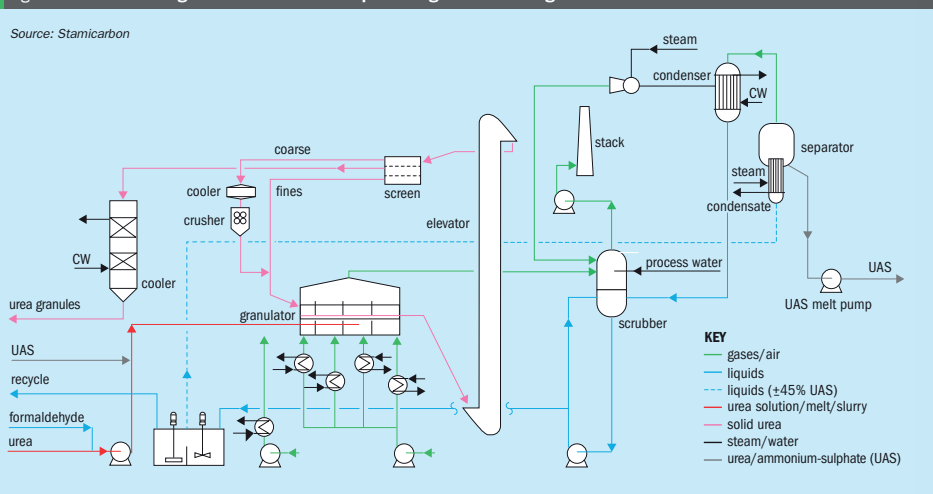 Source: Stamicarbon
steam
condenser
CW
stack
separator
steam
condensate
coarse
cooler
fines
screen
crusher
elevator
CW
cooler
process water
UAS
UAS melt pump
urea granules
granulator
scrubber
UAS
recycle
formaldehyde
urea
KEY
gases/air
liquids
liquids (±45% UAS)
urea solution/melt/slurry
solid urea
steam/water
urea/ammonium-sulphate (UAS)